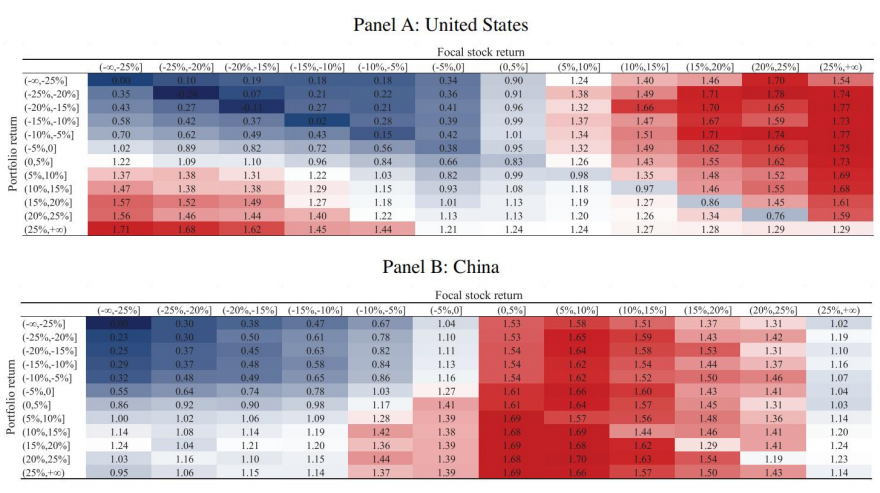 Panel A: United States
Focal stock return
(-∞,-25%] (-25%,-20%] (-20%,-15%] (-15%,-10%] (-10%,-5%] (-5%,0] (0,5%] (5%,10%] (10%,15%] (15%,20%] (20%,25%] (25%,+∞)
Portfolio return
(-∞,-25%] 0.00 0.10 0.19 0.18 0.18 0.34 0.90 1.24 1.40 1.46 1.70 1.54
(-25%,-20%] 0.35 0.07 0.21 0.22 0.36 0.91 1.38 1.49 1.71 1.78 1.74
(-20%,-15%] 0.43 0.27 0.27 0.21 0.41 0.96 1.32 1.66 1.70 1.65 1.77
(-15%,-10%] 0.58 0.42 0.37 0.02 0.28 0.39 0.99 1.37 1.47 1.67 1.59 1.73
(-10%,-5%] 0.70 0.62 0.49 0.43 0.15 0.42 1.01 1.34 1.51 1.71 1.74 1.77
(-5%,0] 1.02 0.89 0.82 0.72 0.56 0.38 0.95 1.32 1.49 1.62 1.66 1.75
(0,5%] 1.22 1.09 1.10 0.96 0.84 0.66 0.83 1.26 1.43 1.55 1.62 1.73
(5%,10%] 1.37 1.38 1.31 1.22 1.03 0.82 0.99 0.98 1.35 1.48 1.52 1.69
(10%,15%] 1.47 1.38 1.38 1.29 1.15 0.93 1.08 1.18 0.97 1.46 1.55 1.68
(15%,20%] 1.57 1.52 1.49 1.27 1.18 1.01 1.13 1.19 1.27 0.86 1.45 1.61
(20%,25%] 1.56 1.46 1.44 1.40 1.22 1.13 1.13 1.20 1.26 1.34 0.76 1.59
(25%,+∞) 1.71 1.68 1.62 1.45 1.44 1.21 1.24 1.24 1.27 1.28 1.29 1.29
Panel B: China
Focal stock return
(-∞,-25%] (-25%,-20%] (-20%,-15%] (-15%,-10%] (-10%,-5%] (-5%,0] (0,5%] (5%,10%] (10%,15%] (15%,20%] (20%,25%] (25%,+∞)
Portfolio return
(-∞,-25%] 0.00 0.30 0.38 0.47 0.67 1.04 1.53 1.58 1.51 1.37 1.31 1.02
(-25%,-20%] 0.23 0.30 0.50 0.61 0.78 1.10 1.53 1.65 1.59 1.43 1.42 1.19
(-20%,-15%] 0.25 0.37 0.45 0.63 0.82 1.11 1.54 1.64 1.58 1.53 1.31 1.10
(-15%,-10%] 0.29 0.37 0.48 0.58 0.84 1.13 1.54 1.62 1.54 1.44 1.37 1.16
(-10%,-5%] 0.32 0.48 0.49 0.65 0.86 1.16 1.54 1.62 1.52 1.50 1.46 1.07
(-5%,0] 0.55 0.64 0.74 0.78 1.03 1.27 1.61 1.66 1.60 1.43 1.41 1.04
(0,5%] 0.86 0.92 0.90 0.98 1.17 1.41 1.61 1.64 1.57 1.45 1.31 1.03
(5%,10%] 1.00 1.02 1.06 1.09 1.28 1.39 1.69 1.57 1.56 1.48 1.36 1.14
(10%,15%] 1.14 1.08 1.14 1.19 1.42 1.38 1.68 1.69 1.44 1.46 1.41 1.20
(15%,20%] 1.24 1.04 1.21 1.20 1.36 1.39 1.69 1.68 1.62 1.29 1.41 1.24
(20%,25%] 1.03 1.16 1.10 1.15 1.44 1.39 1.68 1.70 1.63 1.54 1.19 1.23
(25%,+∞) 0.95 1.06 1.15 1.14 1.37 1.39 1.69 1.66 1.57 1.50 1.43 1.14